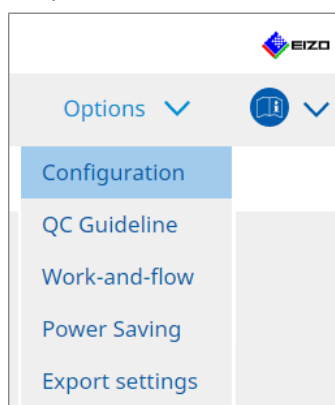 EIZO
Options
Configuration
QC Guideline
Work-and-flow
Power Saving
Export settings